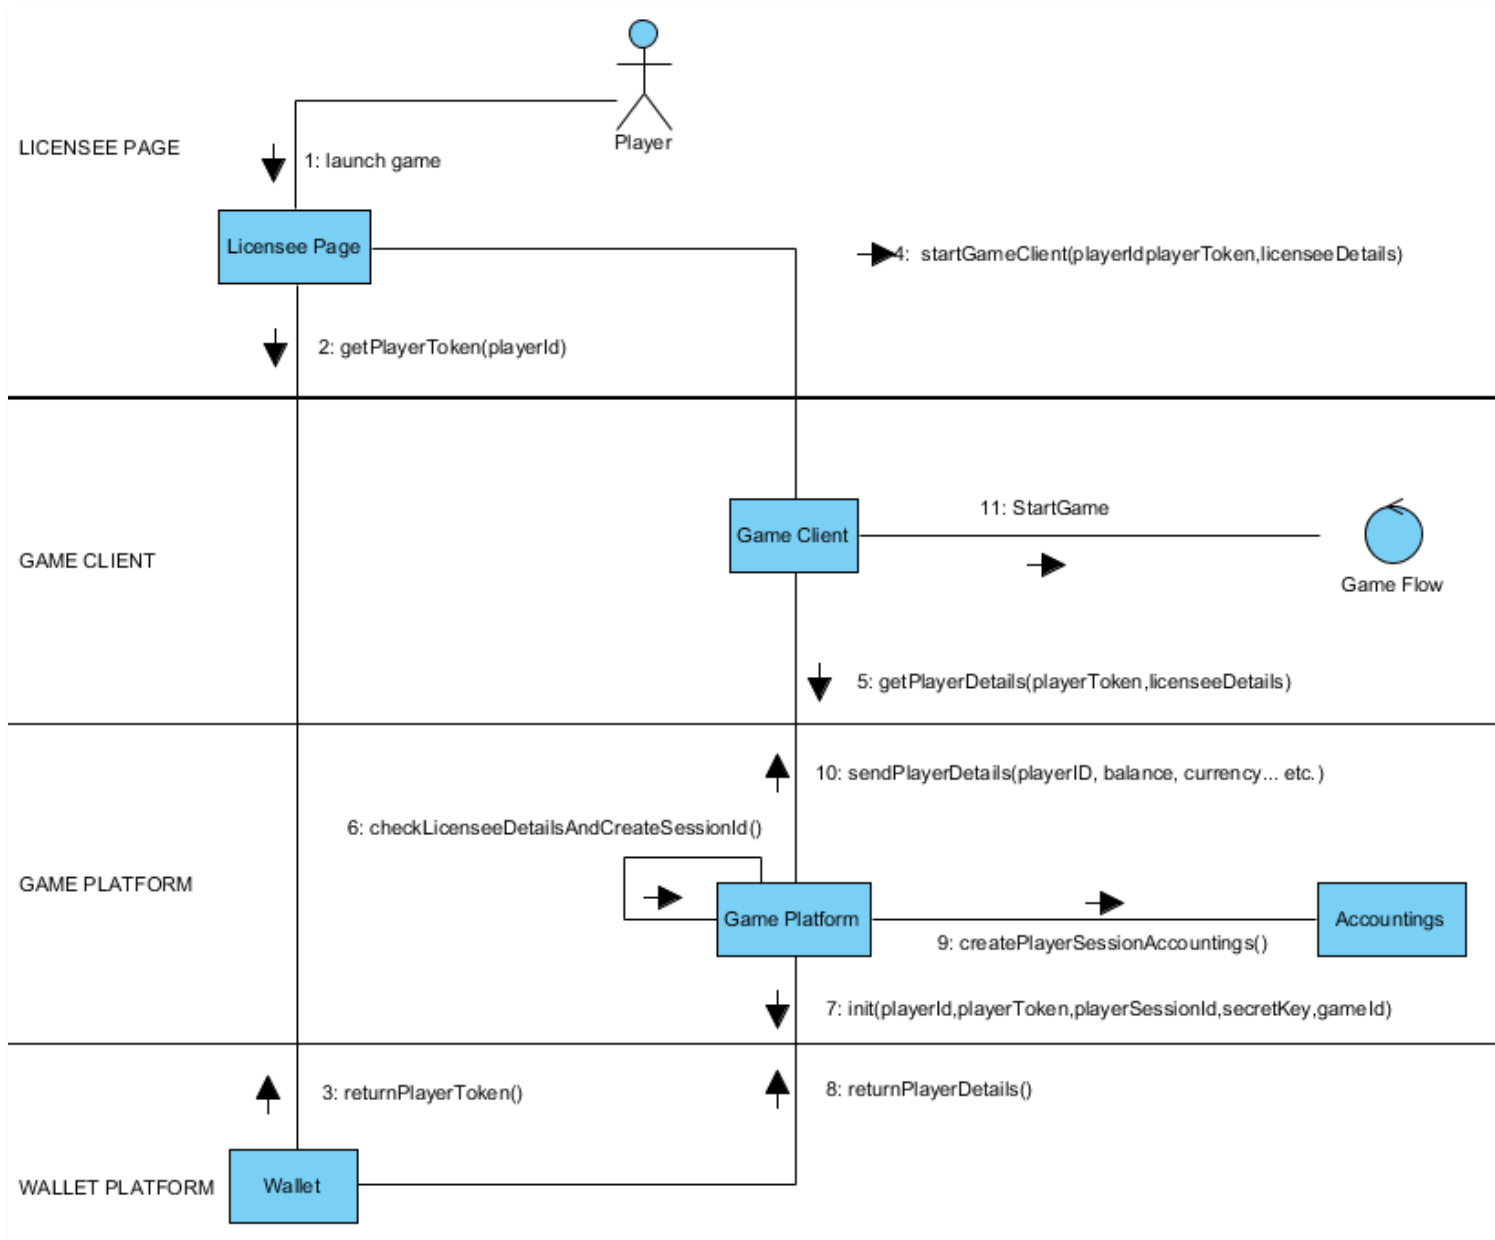 Player
LICENSEE PAGE
1: launch game
Licensee Page
4: startGameClient(playerIdplayerToken,licenseeDetails)
2: getPlayerToken(playerId)
11: StartGame
Game Client
GAME CLIENT
Game Flow
5: getPlayerDetails(playerToken,licenseeDetails)
10: sendPlayerDetails(playerID, balance, currency... etc.)
6: checkLicenseeDetailsAndCreateSessionId()
GAME PLATFORM
Game Platform
Accountings
9: createPlayerSessionAccountings()
7: init(playerId,playerToken,playerSessionId,secretKey,gameId)
3: returnPlayerToken()
8: returnPlayerDetails()
WALLET PLATFORM
Wallet